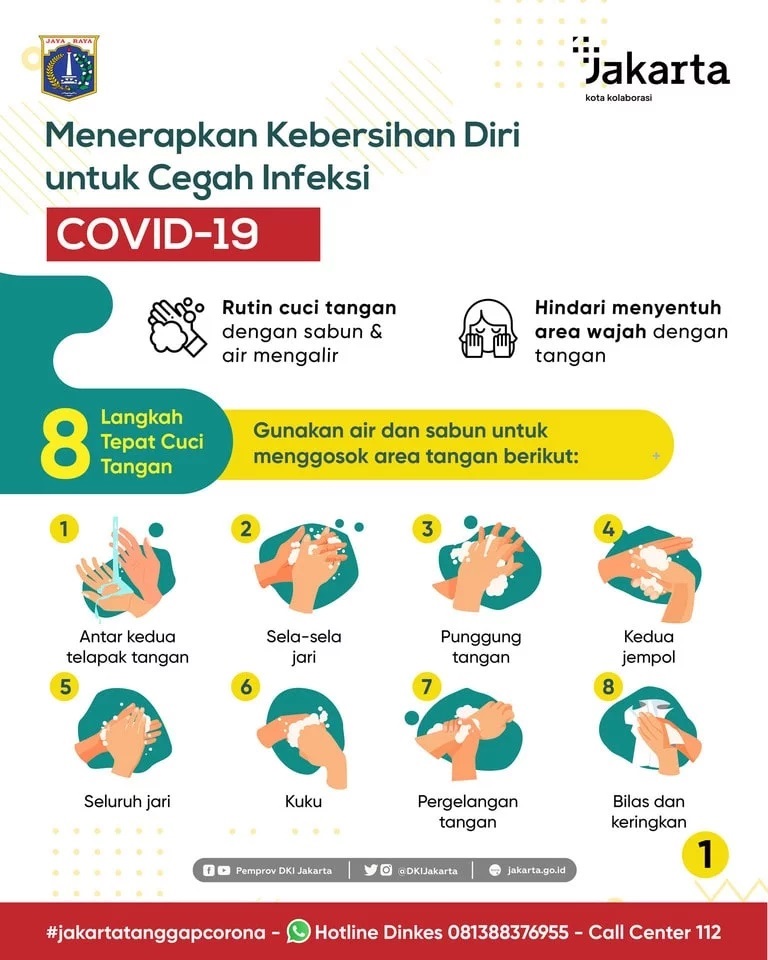 JAYA RAYA
Jakarta
kota kolaborasi
Menerapkan Kebersihan Diri
untuk Cegah Infeksi
COVID-19
Rutin cuci tangan
dengan sabun &
air mengalir
Hindari menyentuh
area wajah dengan
tangan
8
Langkah
Tepat Cuci
Tangan
Gunakan air dan sabun untuk
menggosok area tangan berikut:
1
Antar kedua
telapak tangan
2
Sela-sela
jari
3
Punggung
tangan
4
Kedua
jempol
5
Seluruh jari
6
Kuku
7
Pergelangan
tangan
8
Bilas dan
keringkan
1
Pemprov DKI Jakarta
@DKIJakarta
jakarta.go.id
#jakartatanggapcorona - Hotline Dinkes 081388376955 - Call Center 112